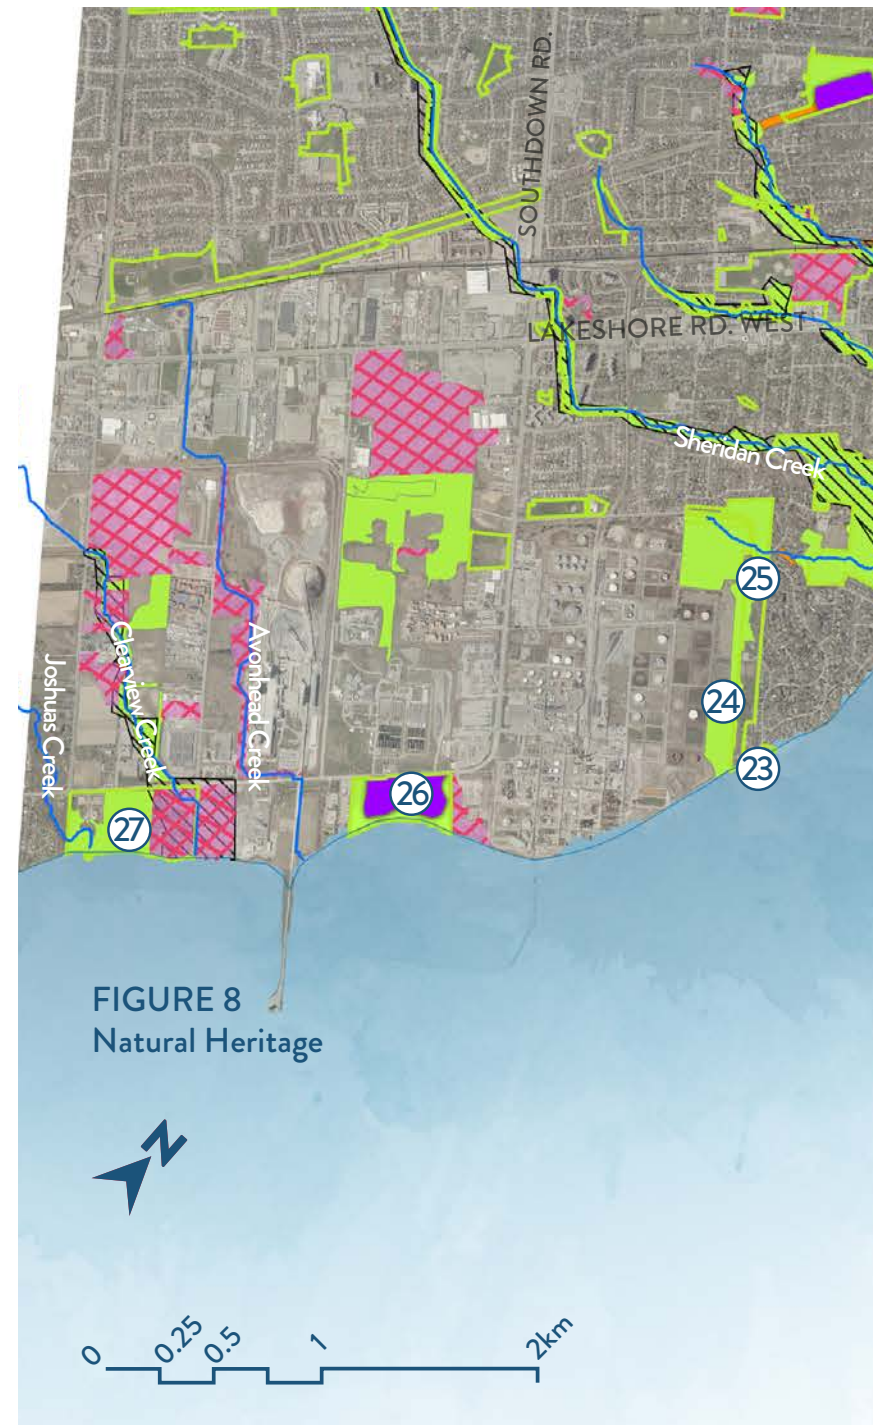 SOUTHDOWN RD.
LAKESHORE RD. WEST
Sheridan Creek
25
24
23
Avonhead Creek
Clearview Creek
Joshuas Creek
26
27
FIGURE 8
Natural Heritage
N
0
0.25
0.5
1
2km